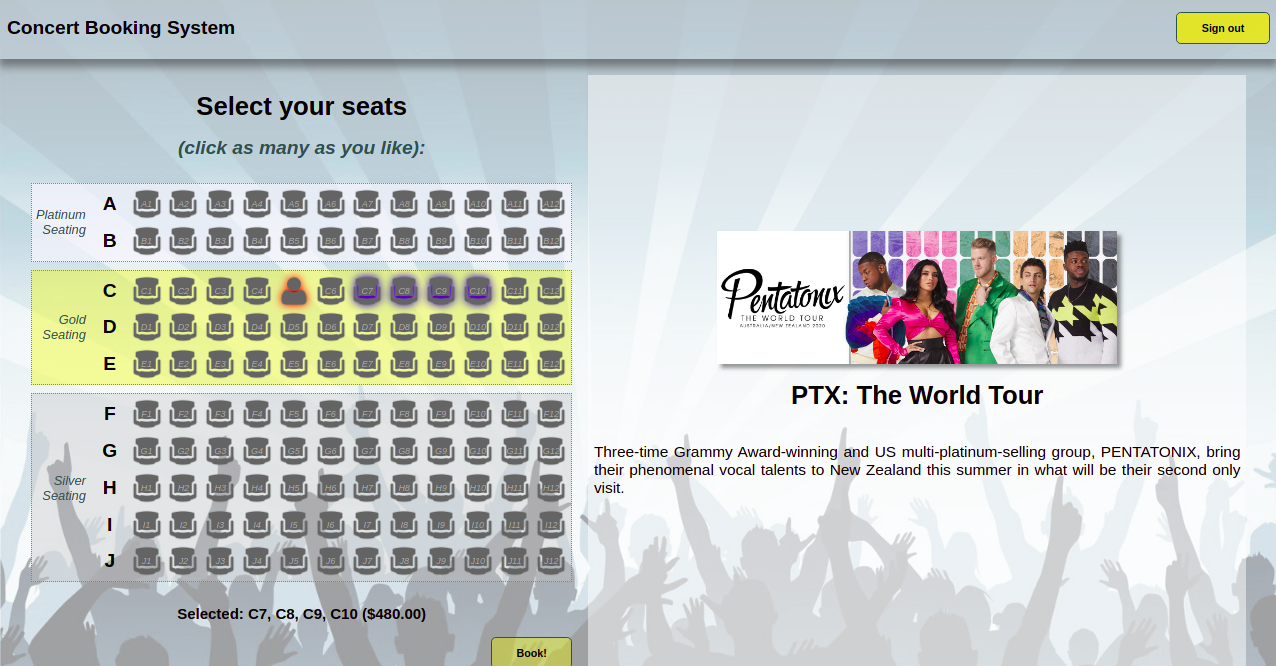 Concert Booking System
Sign out
Select your seats
(click as many as you like):
Platinum
Seating
A
A1 A2 A3 A4 A5 A6 A7 A8 A9 A10 A11 A12
B
B1 B2 B3 B4 B5 B6 B7 B8 B9 B10 B11 B12
Gold
Seating
C
C1 C2 C3 C4 C6 C7 C8 C9 C10 C11 C12
D
D1 D2 D3 D4 D5 D6 D7 D8 D9 D10 D11 D12
E
E1 E2 E3 E4 E5 E6 E7 E8 E9 E10 E11 E12
Silver
Seating
F
F1 F2 F3 F4 F5 F6 F7 F8 F9 F10 F11 F12
G
G1 G2 G3 G4 G5 G6 G7 G8 G9 G10 G11 G12
H
H1 H2 H3 H4 H5 H6 H7 H8 H9 H10 H11 H12
I
I1 I2 I3 I4 I5 I6 I7 I8 I9 I10 I11 I12
J
J1 J2 J3 J4 J5 J6 J7 J8 J9 J10 J11 J12
Selected: C7, C8, C9, C10 ($480.00)
Book!
Pentatonix
THE WORLD TOUR
AUSTRALIA/NEW ZEALAND 2020
PTX: The World Tour
Three-time Grammy Award-winning and US multi-platinum-selling group, PENTATONIX, bring
their phenomenal vocal talents to New Zealand this summer in what will be their second only
visit.